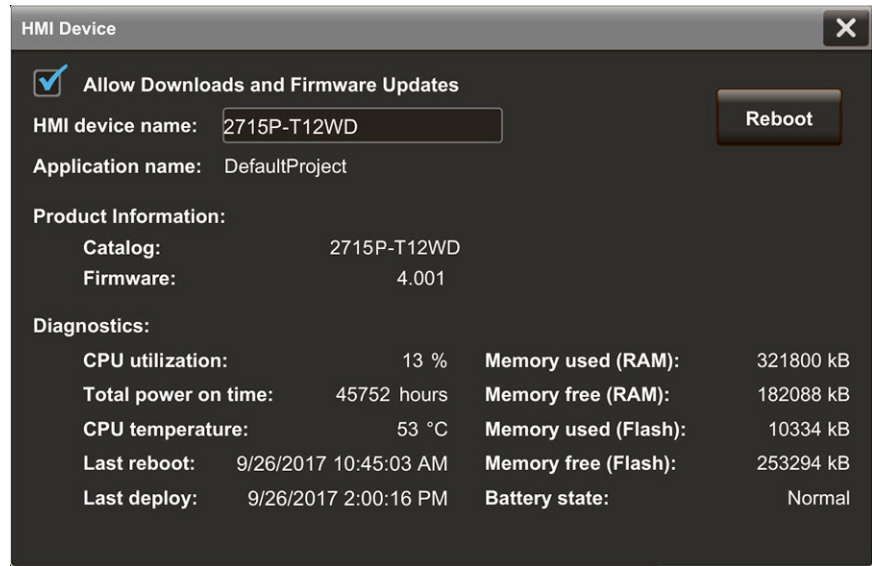 HMI Device
Allow Downloads and Firmware Updates
HMI device name: 2715P-T12WD
Reboot
Application name: DefaultProject
Product Information:
Catalog: 2715P-T12WD
Firmware: 4.001
Diagnostics:
CPU utilization: 13 % Memory used (RAM): 321800 kB
Total power on time: 45752 hours Memory free (RAM): 182088 kB
CPU temperature: 53 °C Memory used (Flash): 10334 kB
Last reboot: 9/26/2017 10:45:03 AM Memory free (Flash): 253294 kB
Last deploy: 9/26/2017 2:00:16 PM Battery state: Normal